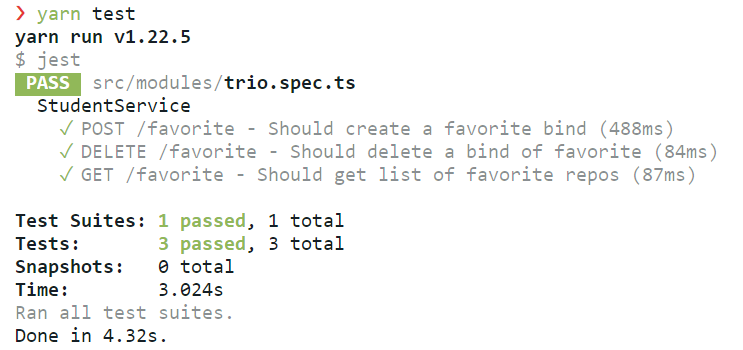 ❯ yarn test
yarn run v1.22.5
$ jest
PASS src/modules/trio.spec.ts
StudentService
✓ POST /favorite - Should create a favorite bind (488ms)
✓ DELETE /favorite - Should delete a bind of favorite (84ms)
✓ GET /favorite - Should get list of favorite repos (87ms)
Test Suites: 1 passed, 1 total
Tests: 3 passed, 3 total
Snapshots: 0 total
Time: 3.024s
Ran all test suites.
Done in 4.32s.